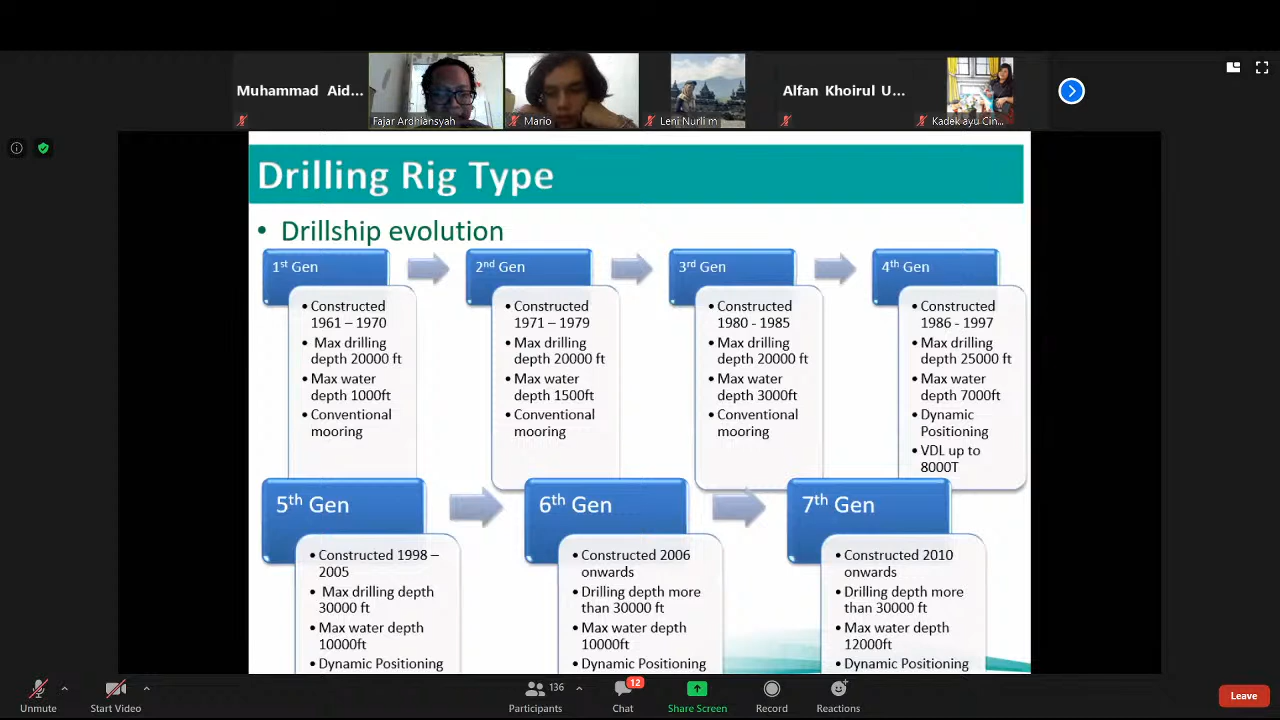 Muhammad Aid...
Fajar Ardhiansyah
Mario
Leni Nurli m
Alfan Khoirul U...
Kadek ayu Cin...
Drilling Rig Type
• Drillship evolution
1st Gen
• Constructed
1961 – 1970
• Max drilling
depth 20000 ft
• Max water
depth 1000ft
• Conventional
mooring
2nd Gen
• Constructed
1971 – 1979
• Max drilling
depth 20000 ft
• Max water
depth 1500ft
• Conventional
mooring
3rd Gen
• Constructed
1980 - 1985
• Max drilling
depth 20000 ft
• Max water
depth 3000ft
• Conventional
mooring
4th Gen
• Constructed
1986 - 1997
• Max drilling
depth 25000 ft
• Max water
depth 7000ft
• Dynamic
Positioning
• VDL up to
8000T
5th Gen
• Constructed 1998 –
2005
• Max drilling depth
30000 ft
• Max water depth
10000ft
• Dynamic Positioning
6th Gen
• Constructed 2006
onwards
• Drilling depth more
than 30000 ft
• Max water depth
10000ft
• Dynamic Positioning
7th Gen
• Constructed 2010
onwards
• Drilling depth more
than 30000 ft
• Max water depth
12000ft
• Dynamic Positioning
Unmute
Start Video
136
Participants
12
Chat
Share Screen
Record
Reactions
Leave